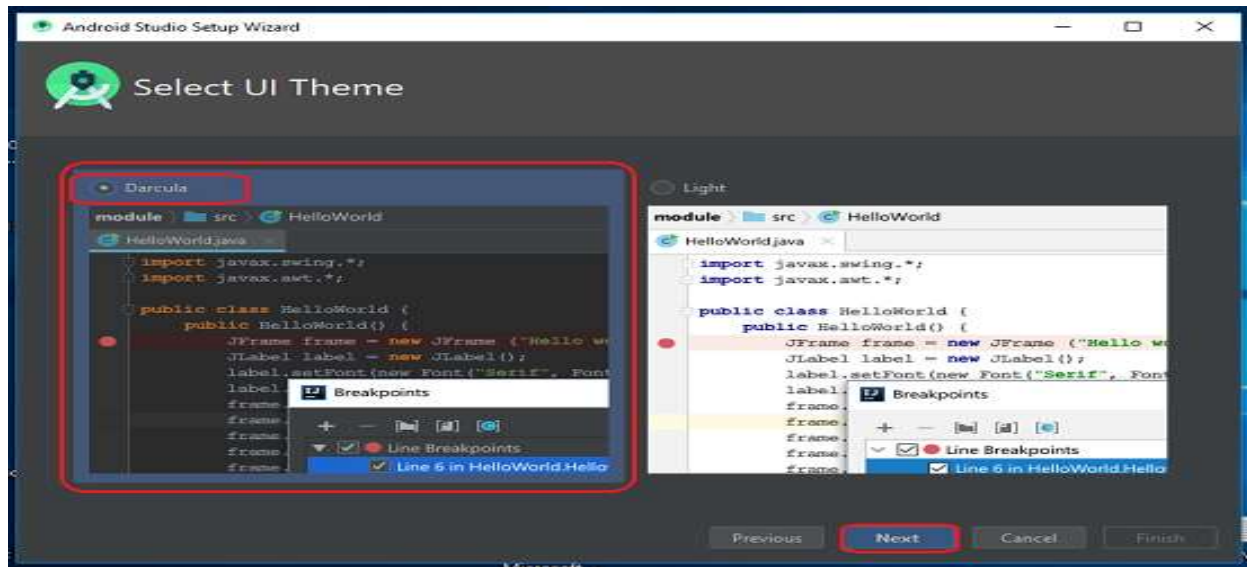 Android Studio Setup Wizard
Select UI Theme
Darcula
module src HelloWorld
HelloWorld.java
import javax.swing.*;
import javax.awt.*;
public class HelloWorld {
public HelloWorld() {
JFrame frame = new JFrame ("Hello w
JLabel label = new JLabel();
label.setFont(new Font("Serif", Font
label
Breakpoints
frame.
frame.
frame.
Line Breakpoints
frame.
Line 6 in HelloWorld.Hello
frame.
Light
module src HelloWorld
HelloWorld.java
import javax.swing.*;
import javax.awt.*;
public class HelloWorld {
public HelloWorld() {
JFrame frame = new JFrame ("Hello w
JLabel label = new JLabel();
label.setFont(new Font("Serif", Font
label.
Breakpoints
frame.
frame.
frame.
Line Breakpoints
frame.
Line 6 in HelloWorld.Hello
frame.
Previous Next Cancel Finish